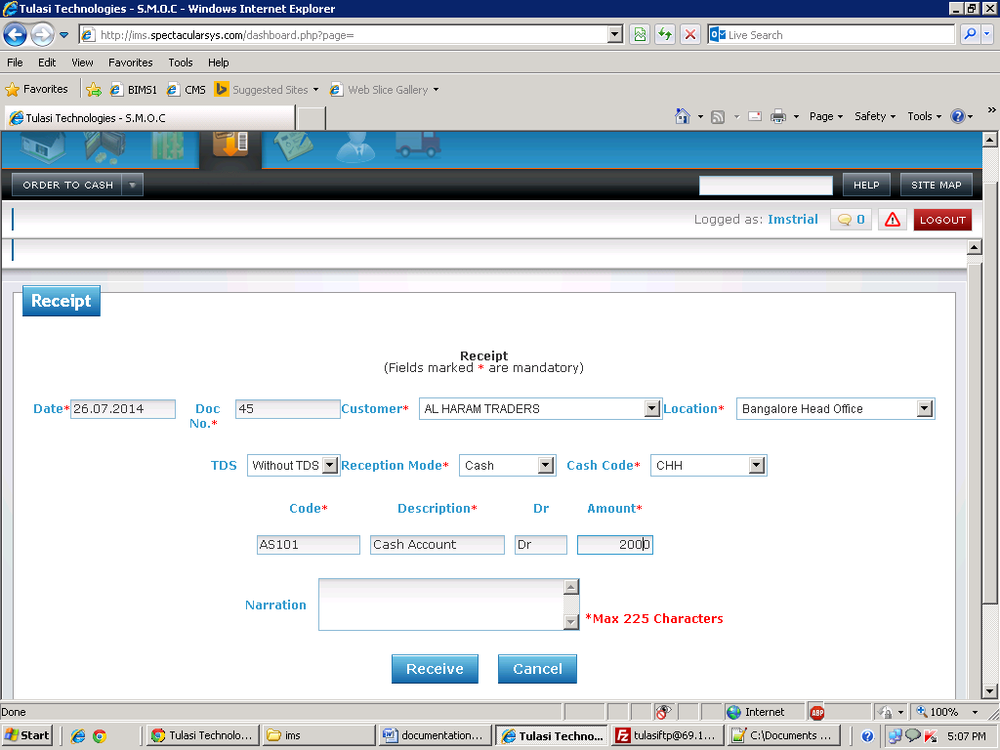 Tulasi Technologies - S.M.O.C - Windows Internet Explorer
http://ims.spectacularsys.com/dashboard.php?page=
Live Search
File Edit View Favorites Tools Help
Favorites BIMS1 CMS Suggested Sites Web Slice Gallery
Tulasi Technologies - S.M.O.C
Page Safety Tools »
ORDER TO CASH HELP SITE MAP
Logged as: Imstrial 0 LOGOUT
Receipt
Receipt
(Fields marked * are mandatory)
Date* 26.07.2014 Doc No.* 45 Customer* AL HARAM TRADERS Location* Bangalore Head Office
TDS Without TDS Reception Mode* Cash Cash Code* CHH
Code* Description* Dr Amount*
AS101 Cash Account Dr 2000
Narration
*Max 225 Characters
Receive Cancel
Done Internet ABP 100%
Start Tulasi Technolo... ims documentation... Tulasi Techno... tulasiftp@69.1... C:\Documents ... 5:07 PM